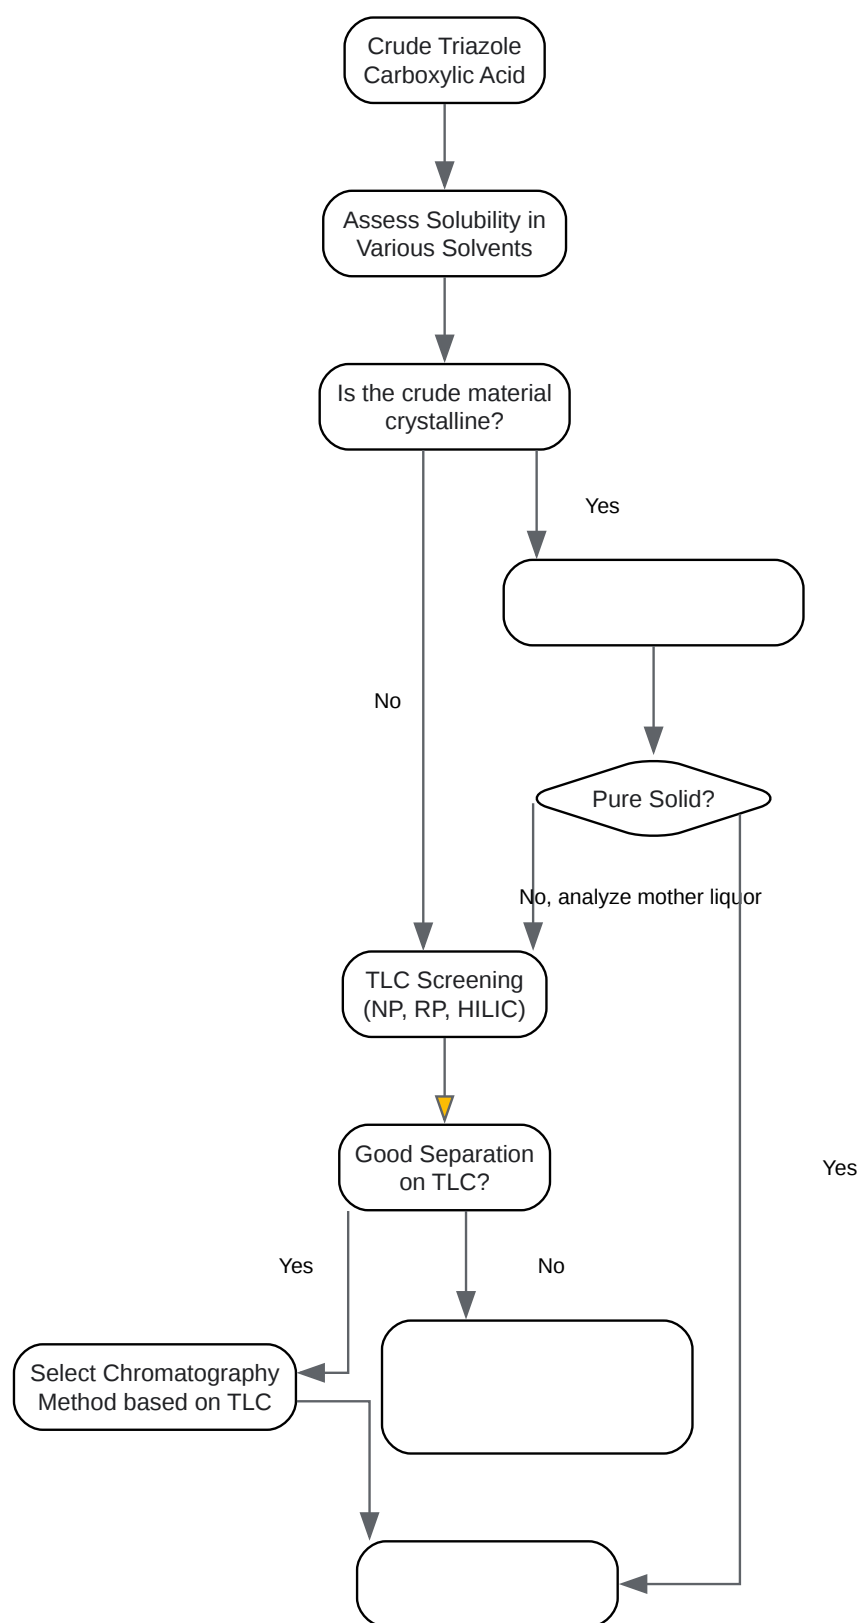 Crude Triazole
Carboxylic Acid
Assess Solubility in
Various Solvents
Is the crude material
crystalline?
Yes
No
Pure Solid?
No, analyze mother liquor
TLC Screening
(NP, RP, HILIC)
Good Separation
on TLC?
Yes
Yes
No
Select Chromatography
Method based on TLC